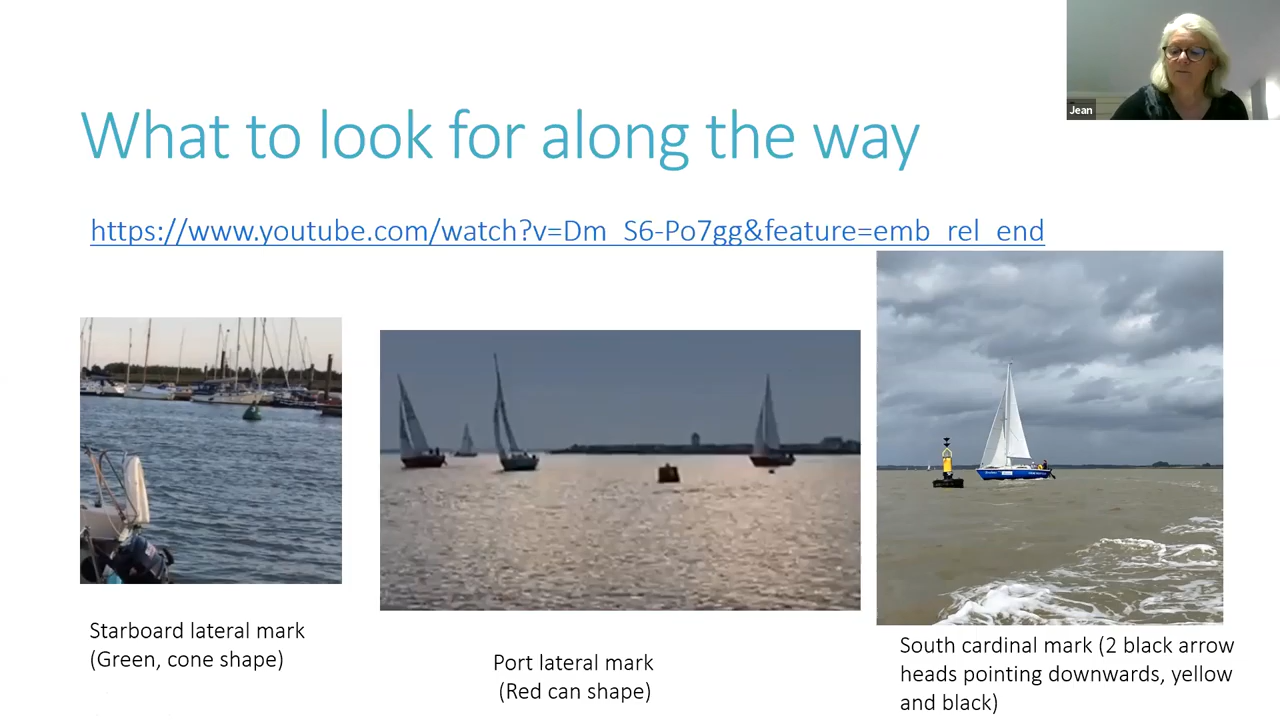 Jean
What to look for along the way
https://www.youtube.com/watch?v=Dm_S6-Po7gg&feature=emb_rel_end
Starboard lateral mark
(Green, cone shape)
Port lateral mark
(Red can shape)
South cardinal mark (2 black arrow
heads pointing downwards, yellow
and black)